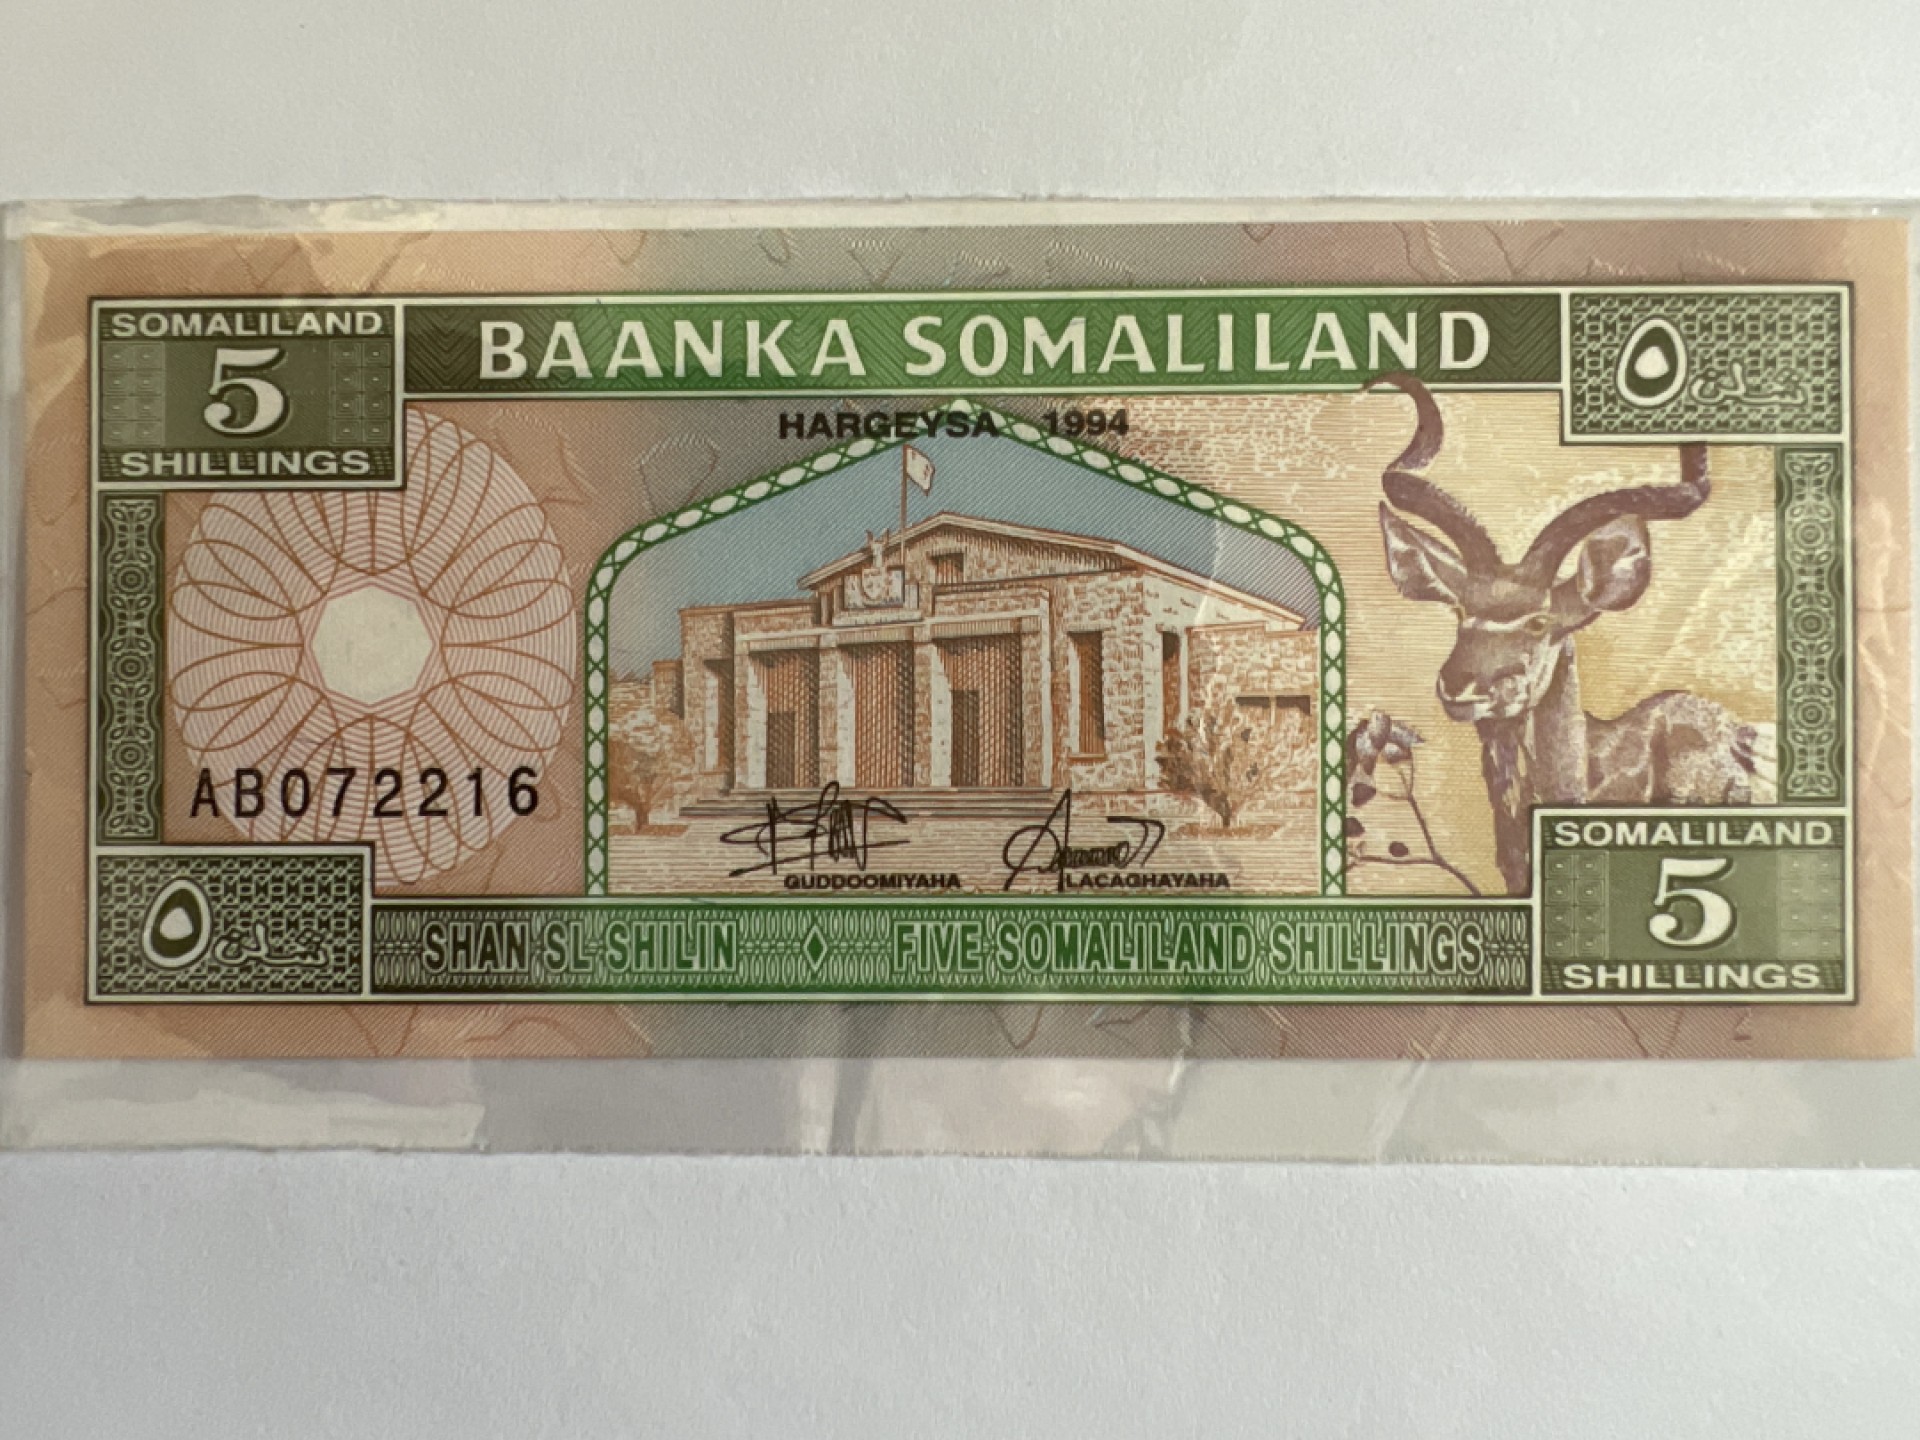 SOMALILAND
5
SHILLINGS
BAANKA SOMALILAND
٥ شلن
HARGEYSA 1994
AB072216
GUDDOOMIYAHA
LACAGHAYAHA
٥ شلن
SHAN SL SHILIN ◊ FIVE SOMALILAND SHILLINGS
SOMALILAND
5
SHILLINGS